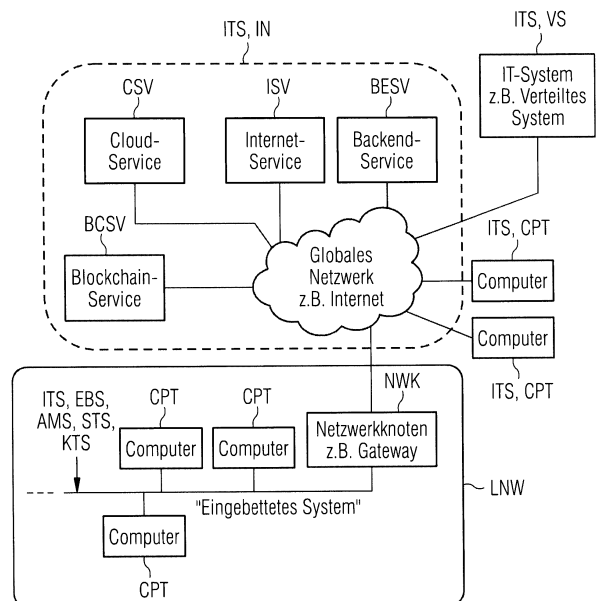 ITS, IN
ITS, VS
CSV
ISV
BESV
IT-System
z.B. Verteiltes
System
Cloud-
Service
Internet-
Service
Backend-
Service
BCSV
Blockchain-
Service
Globales
Netzwerk
z.B. Internet
ITS, CPT
Computer
Computer
ITS, CPT
NWK
ITS, EBS,
AMS, STS,
KTS
CPT
CPT
Computer
Computer
Netzwerkknoten
z.B. Gateway
LNW
"Eingebettetes System"
Computer
CPT